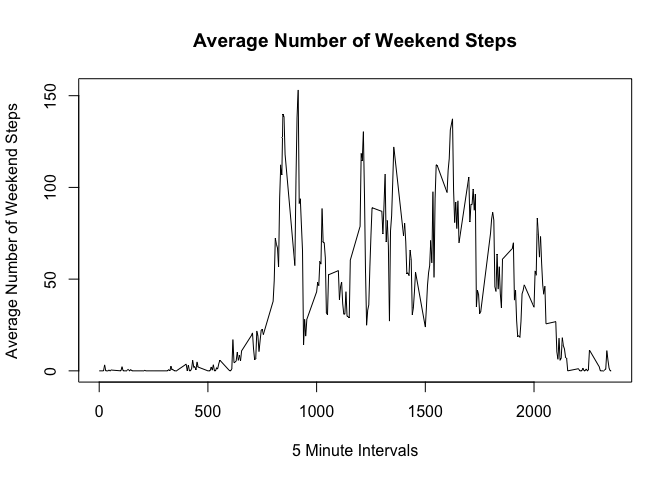 Average Number of Weekend Steps
Average Number of Weekend Steps
150
100
50
0
0 500 1000 1500 2000
5 Minute Intervals